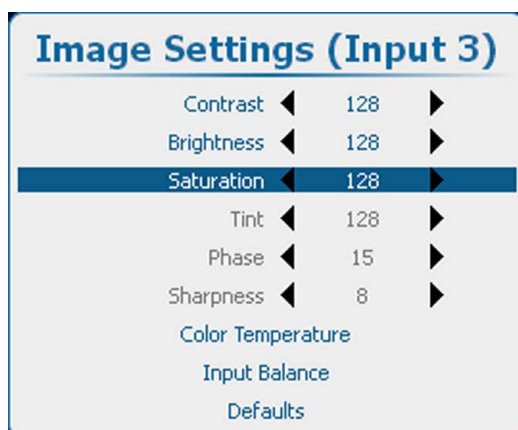 Image Settings (Input 3)
Contrast 128
Brightness 128
Saturation 128
Tint 128
Phase 15
Sharpness 8
Color Temperature
Input Balance
Defaults